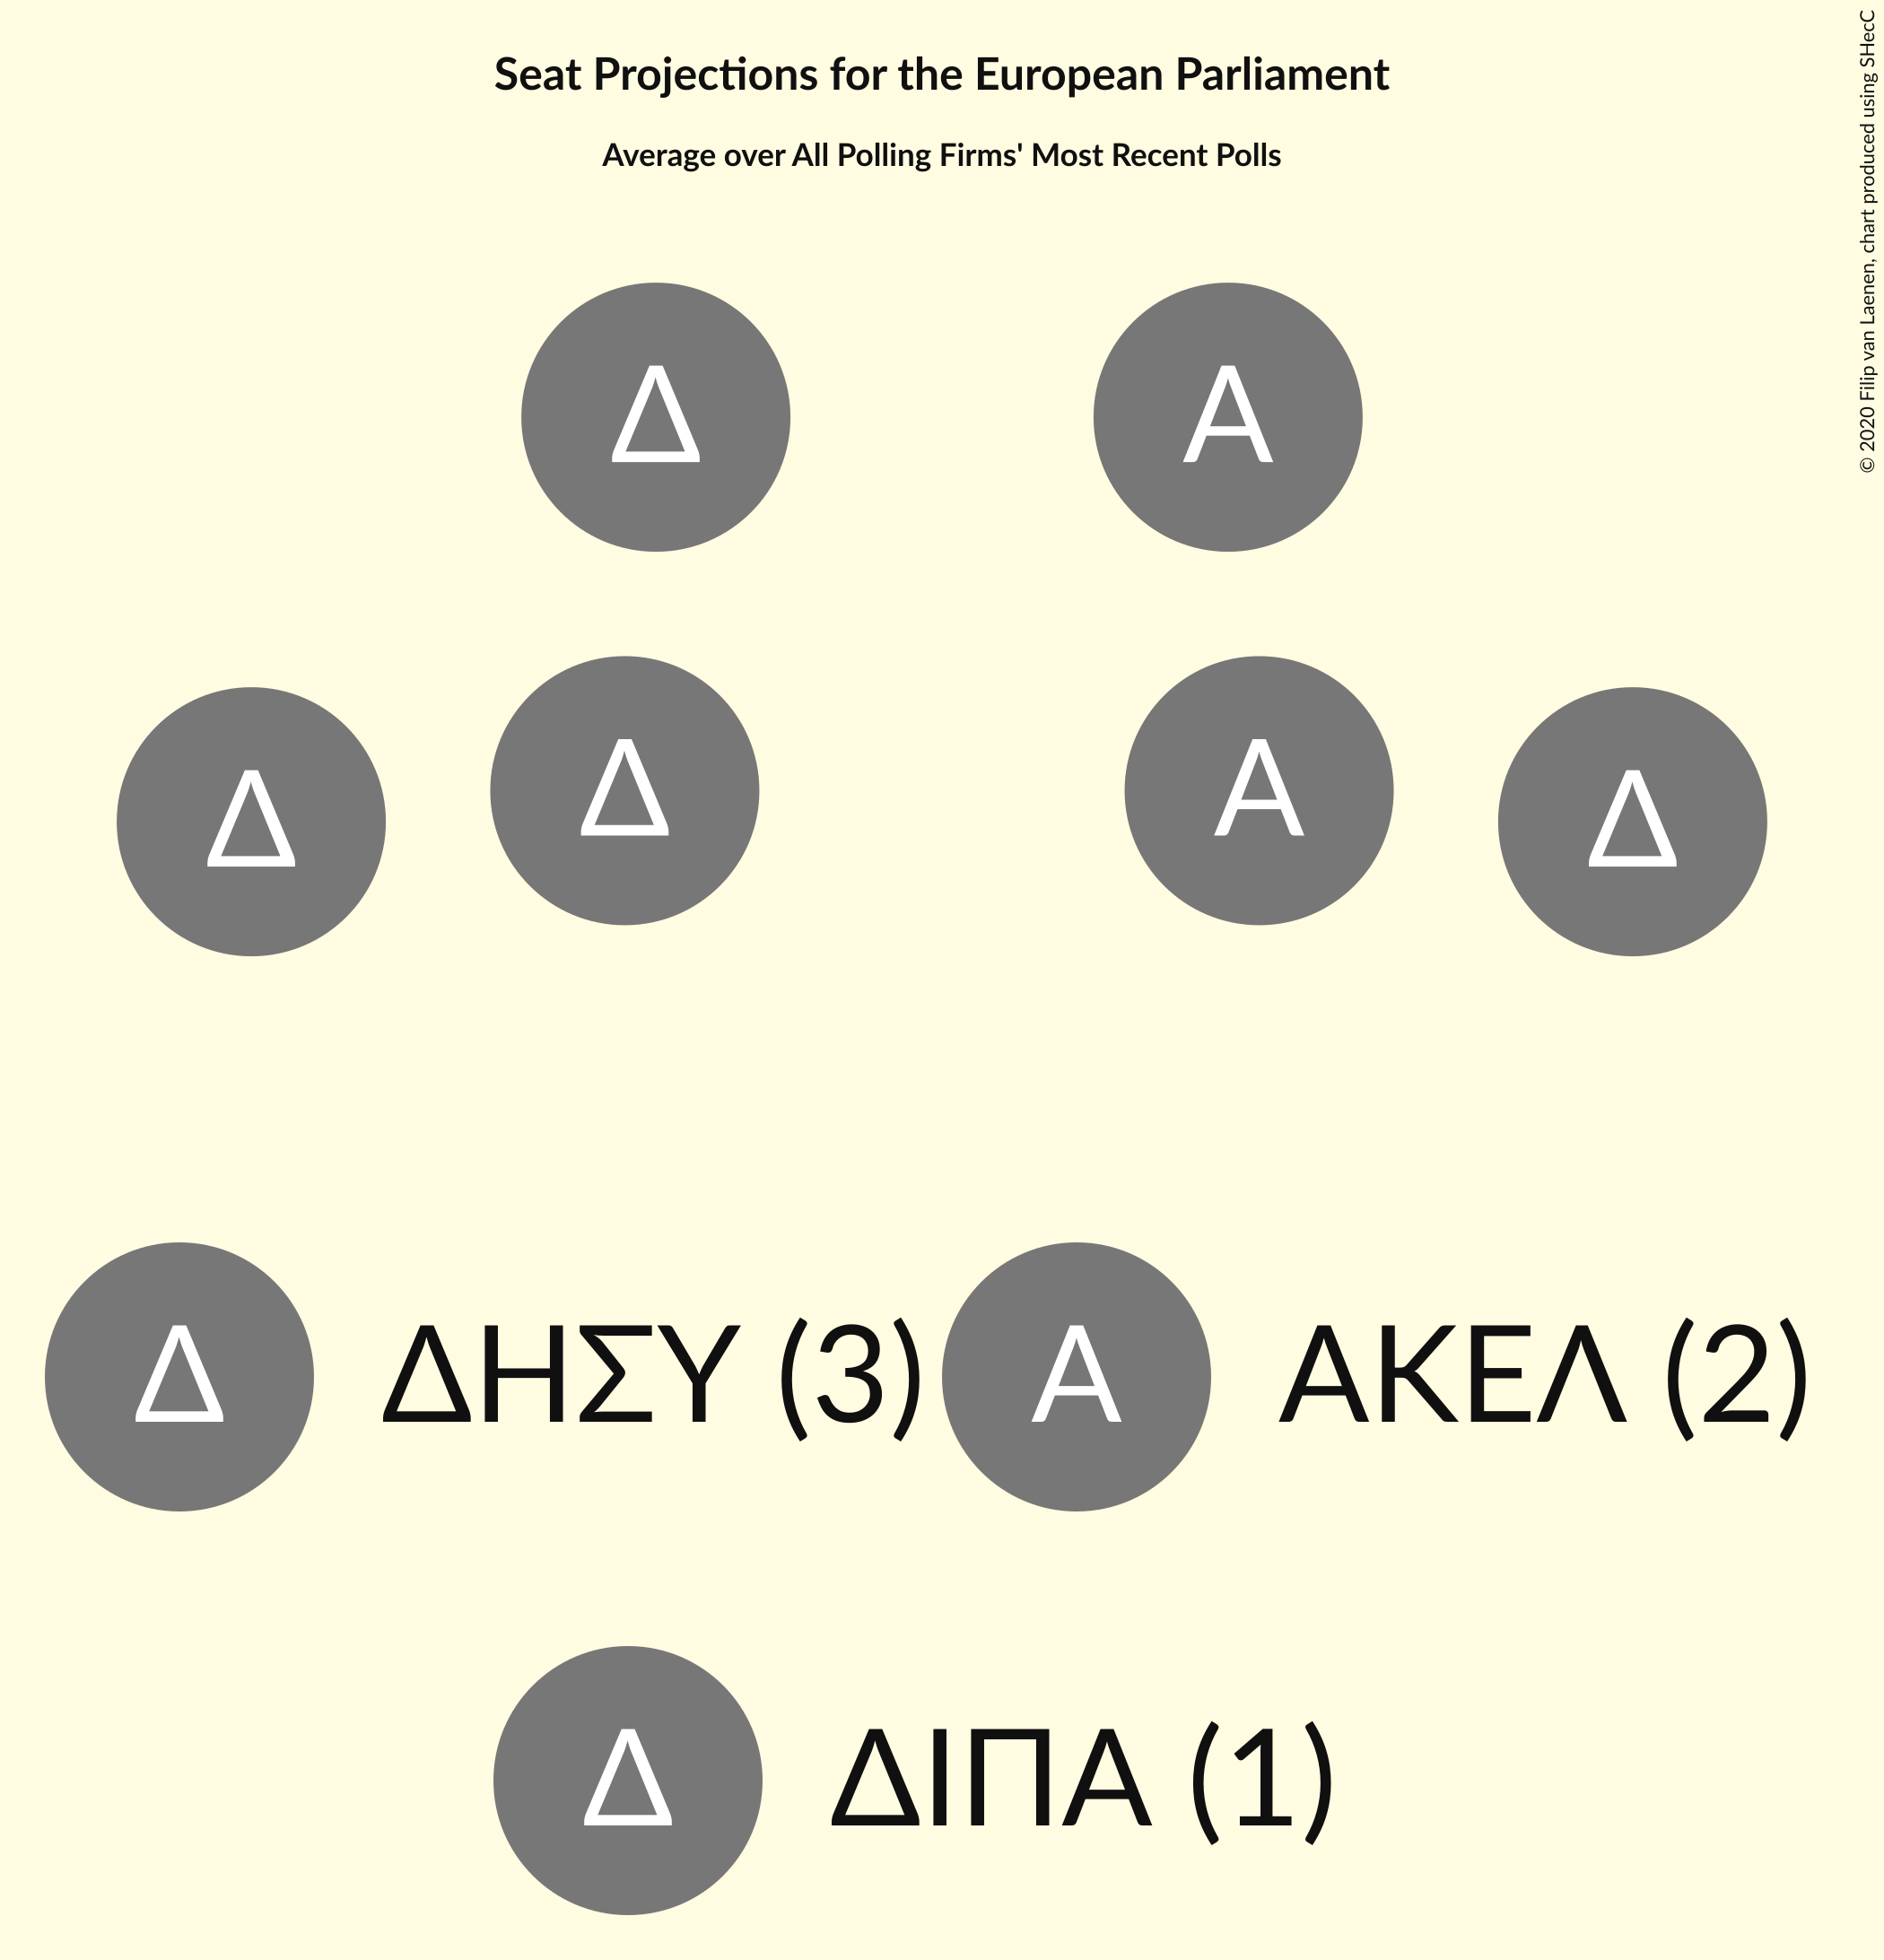 Seat Projections for the European Parliament
Average over All Polling Firms' Most Recent Polls
© 2020 Filip van Laenen, chart produced using SHecC
Δ Α
Δ Δ Α Δ
Δ ΔΗΣΥ (3) Α ΑΚΕΛ (2)
Δ ΔΙΠΑ (1)